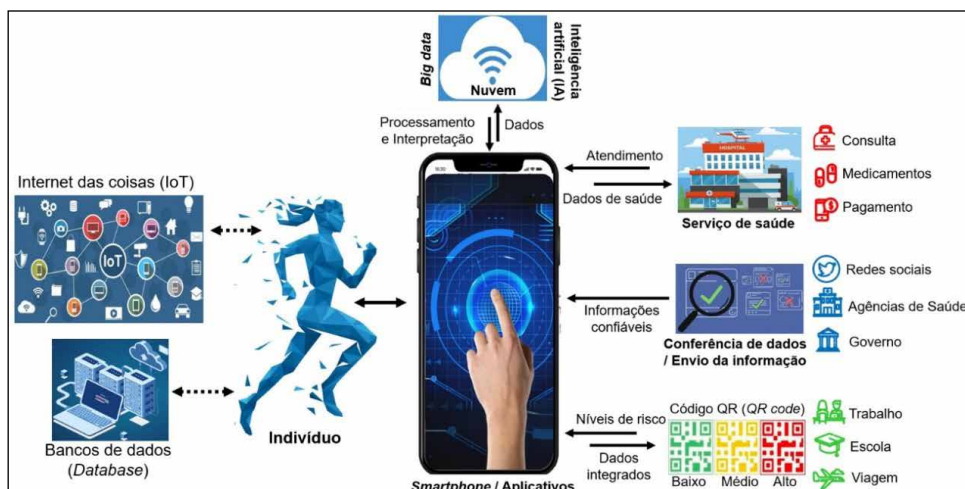 Big data
Nuvem
Inteligência
artificial (IA)
Processamento
e Interpretação
Dados
Internet das coisas (IoT)
IoT
Bancos de dados
(Database)
Indivíduo
Smartphone / Aplicativos
Atendimento
Dados de saúde
HOSPITAL
Serviço de saúde
Consulta
Medicamentos
Pagamento
Informações
confiáveis
Conferência de dados
/ Envio da informação
Redes sociais
Agências de Saúde
Governo
Níveis de risco
Dados
integrados
Código QR (QR code)
Baixo
Médio
Alto
Trabalho
Escola
Viagem